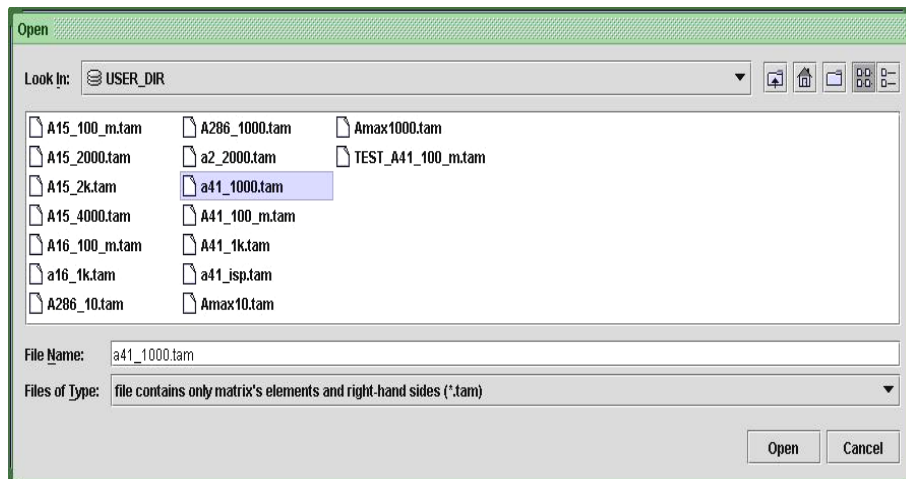 Open
Look In: USER_DIR
A15_100_m.tam A286_1000.tam Amax1000.tam
A15_2000.tam a2_2000.tam TEST_A41_100_m.tam
A15_2k.tam a41_1000.tam
A15_4000.tam A41_100_m.tam
A16_100_m.tam A41_1k.tam
a16_1k.tam a41_isp.tam
A286_10.tam Amax10.tam
File Name: a41_1000.tam
Files of Type: file contains only matrix's elements and right-hand sides (*.tam)
Open Cancel